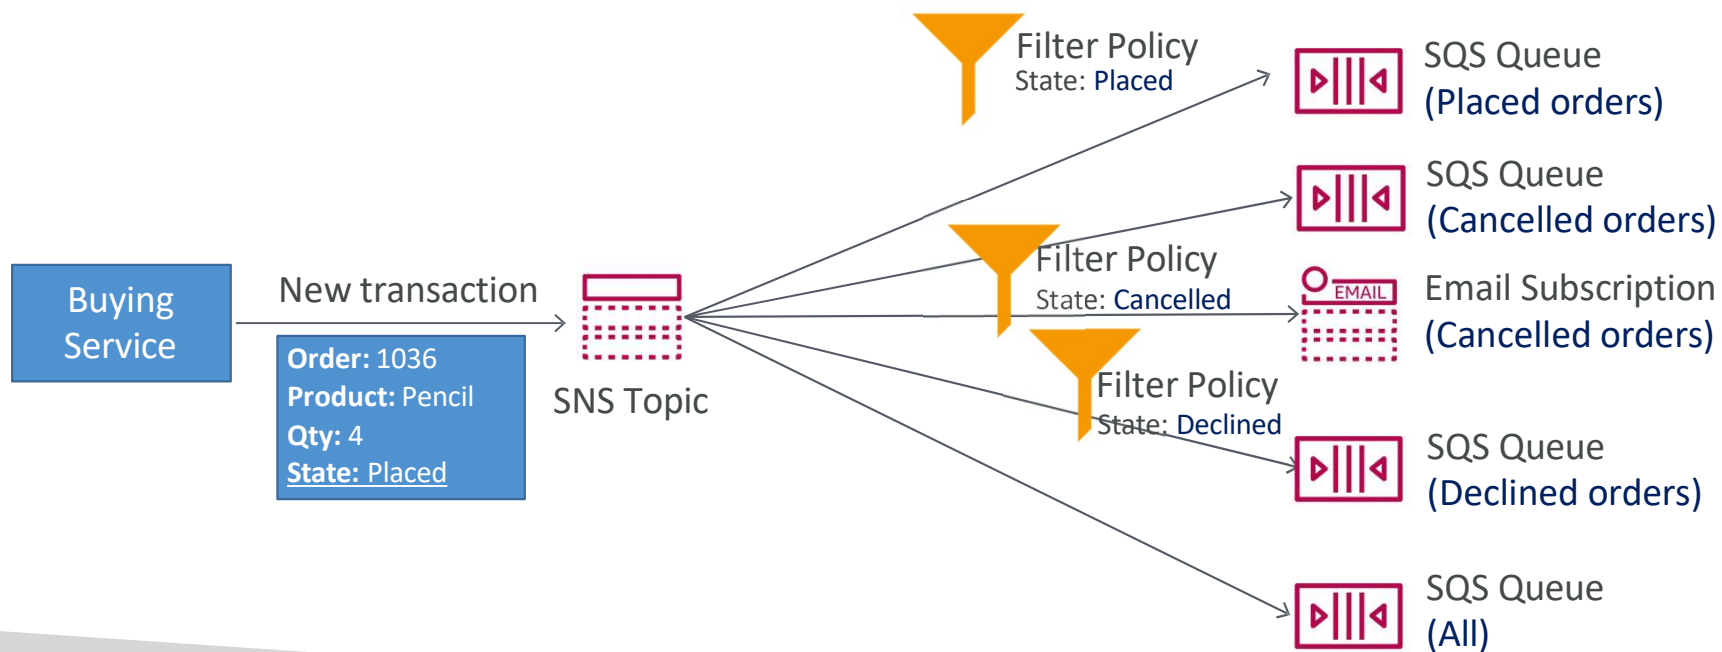 Buying
Service
New transaction
Order: 1036
Product: Pencil
Qty: 4
State: Placed
SNS Topic
Filter Policy
State: Placed
Filter Policy
State: Cancelled
Filter Policy
State: Declined
SQS Queue
(Placed orders)
SQS Queue
(Cancelled orders)
EMAIL
Email Subscription
(Cancelled orders)
SQS Queue
(Declined orders)
SQS Queue
(All)